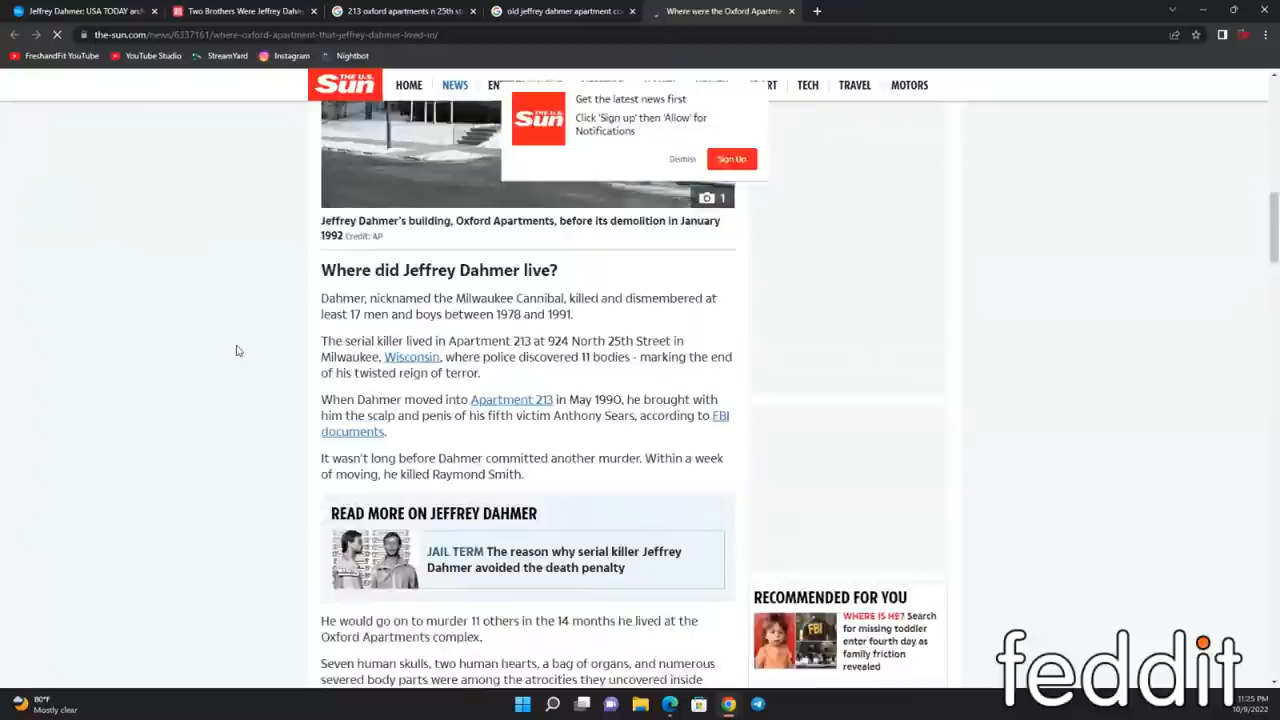 Jeffrey Dahmer: USA TODAY arch
Two Brothers Were Jeffrey Dahm
213 oxford apartments n 25th st
old jeffrey dahmer apartment co
Where were the Oxford Apartm
the-sun.com/news/6337161/where-oxford-apartment-that-jeffrey-dahmer-lived-in/
FreshandFit YouTube
YouTube Studio
StreamYard
Instagram
Nightbot
THE U.S. Sun
HOME
NEWS
EN
RT
TECH
TRAVEL
MOTORS
THE U.S. Sun
Get the latest news first
Click 'Sign up' then 'Allow' for
Notifications
Dismiss
Sign Up
1
Jeffrey Dahmer's building, Oxford Apartments, before its demolition in January
1992 Credit: AP
Where did Jeffrey Dahmer live?
Dahmer, nicknamed the Milwaukee Cannibal, killed and dismembered at
least 17 men and boys between 1978 and 1991.
The serial killer lived in Apartment 213 at 924 North 25th Street in
Milwaukee, Wisconsin, where police discovered 11 bodies - marking the end
of his twisted reign of terror.
When Dahmer moved into Apartment 213 in May 1990, he brought with
him the scalp and penis of his fifth victim Anthony Sears, according to FBI
documents.
It wasn't long before Dahmer committed another murder. Within a week
of moving, he killed Raymond Smith.
READ MORE ON JEFFREY DAHMER
JAIL TERM The reason why serial killer Jeffrey
Dahmer avoided the death penalty
He would go on to murder 11 others in the 14 months he lived at the
Oxford Apartments complex.
Seven human skulls, two human hearts, a bag of organs, and numerous
severed body parts were among the atrocities they uncovered inside
RECOMMENDED FOR YOU
FBI
WHERE IS HE? Search
for missing toddler
enter fourth day as
family friction
revealed
feddit
80°F
Mostly clear
11:25 PM
10/9/2022